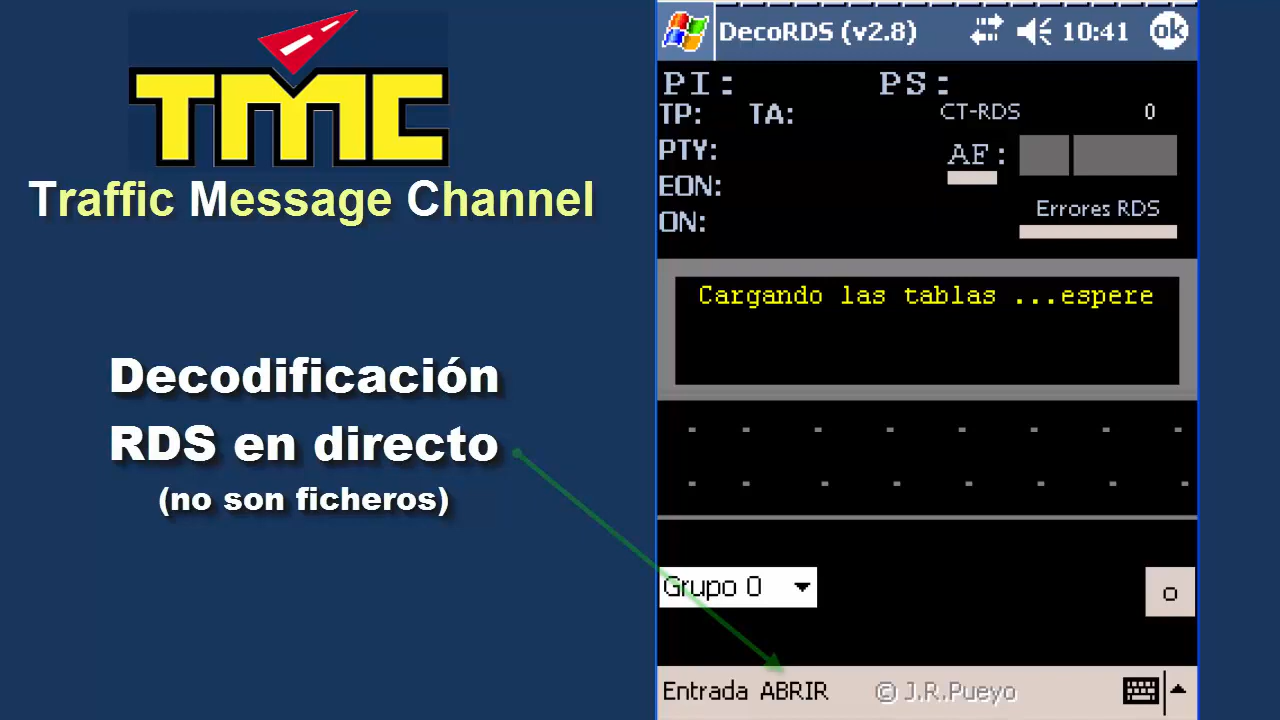 TMC
Traffic Message Channel
Decodificación
RDS en directo
(no son ficheros)
DecoRDS (v2.8) 10:41 ok
PI: PS:
TP: TA: CT-RDS 0
PTY: AF:
EON:
ON: Errores RDS
Cargando las tablas ...espere
- - - - - - - -
- - - - - - - -
Grupo 0 o
Entrada ABRIR © J.R.Pueyo